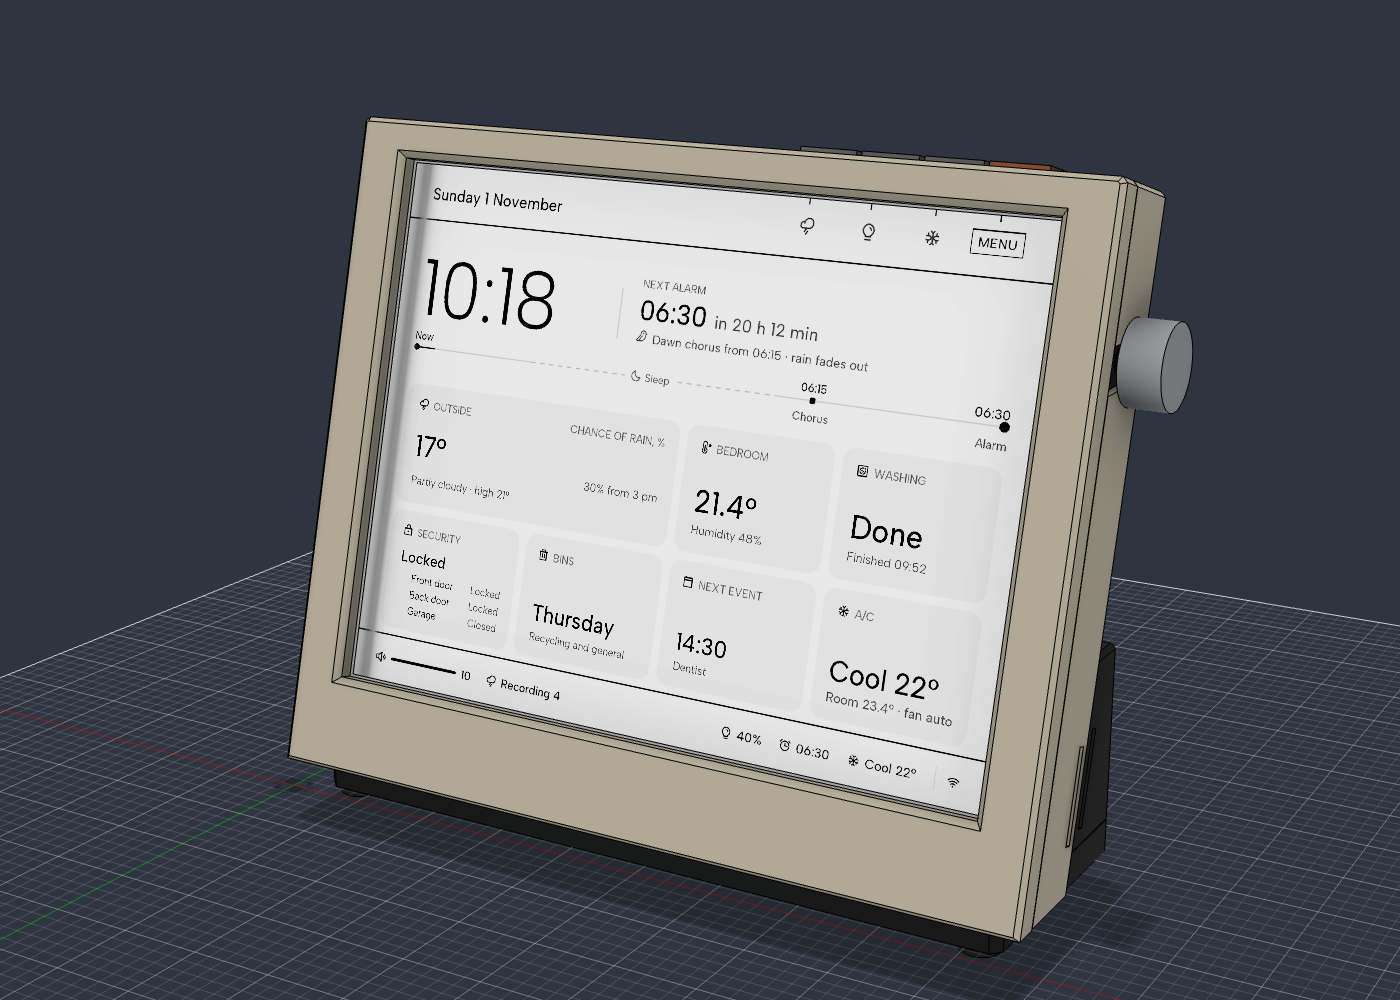 Sunday 1 November
MENU
10:18
NEXT ALARM
06:30 in 20 h 12 min
Dawn chorus from 06:15 · rain fades out
Now
Sleep
06:15
Chorus
06:30
Alarm
OUTSIDE
CHANCE OF RAIN, %
17°
Partly cloudy · high 21°
30% from 3 pm
BEDROOM
21.4°
Humidity 48%
WASHING
Done
Finished 09:52
SECURITY
Locked
Front door Locked
Back door Locked
Garage Closed
BINS
Thursday
Recycling and general
NEXT EVENT
14:30
Dentist
A/C
Cool 22°
Room 23.4° · fan auto
10
Recording 4
40%
06:30
Cool 22°